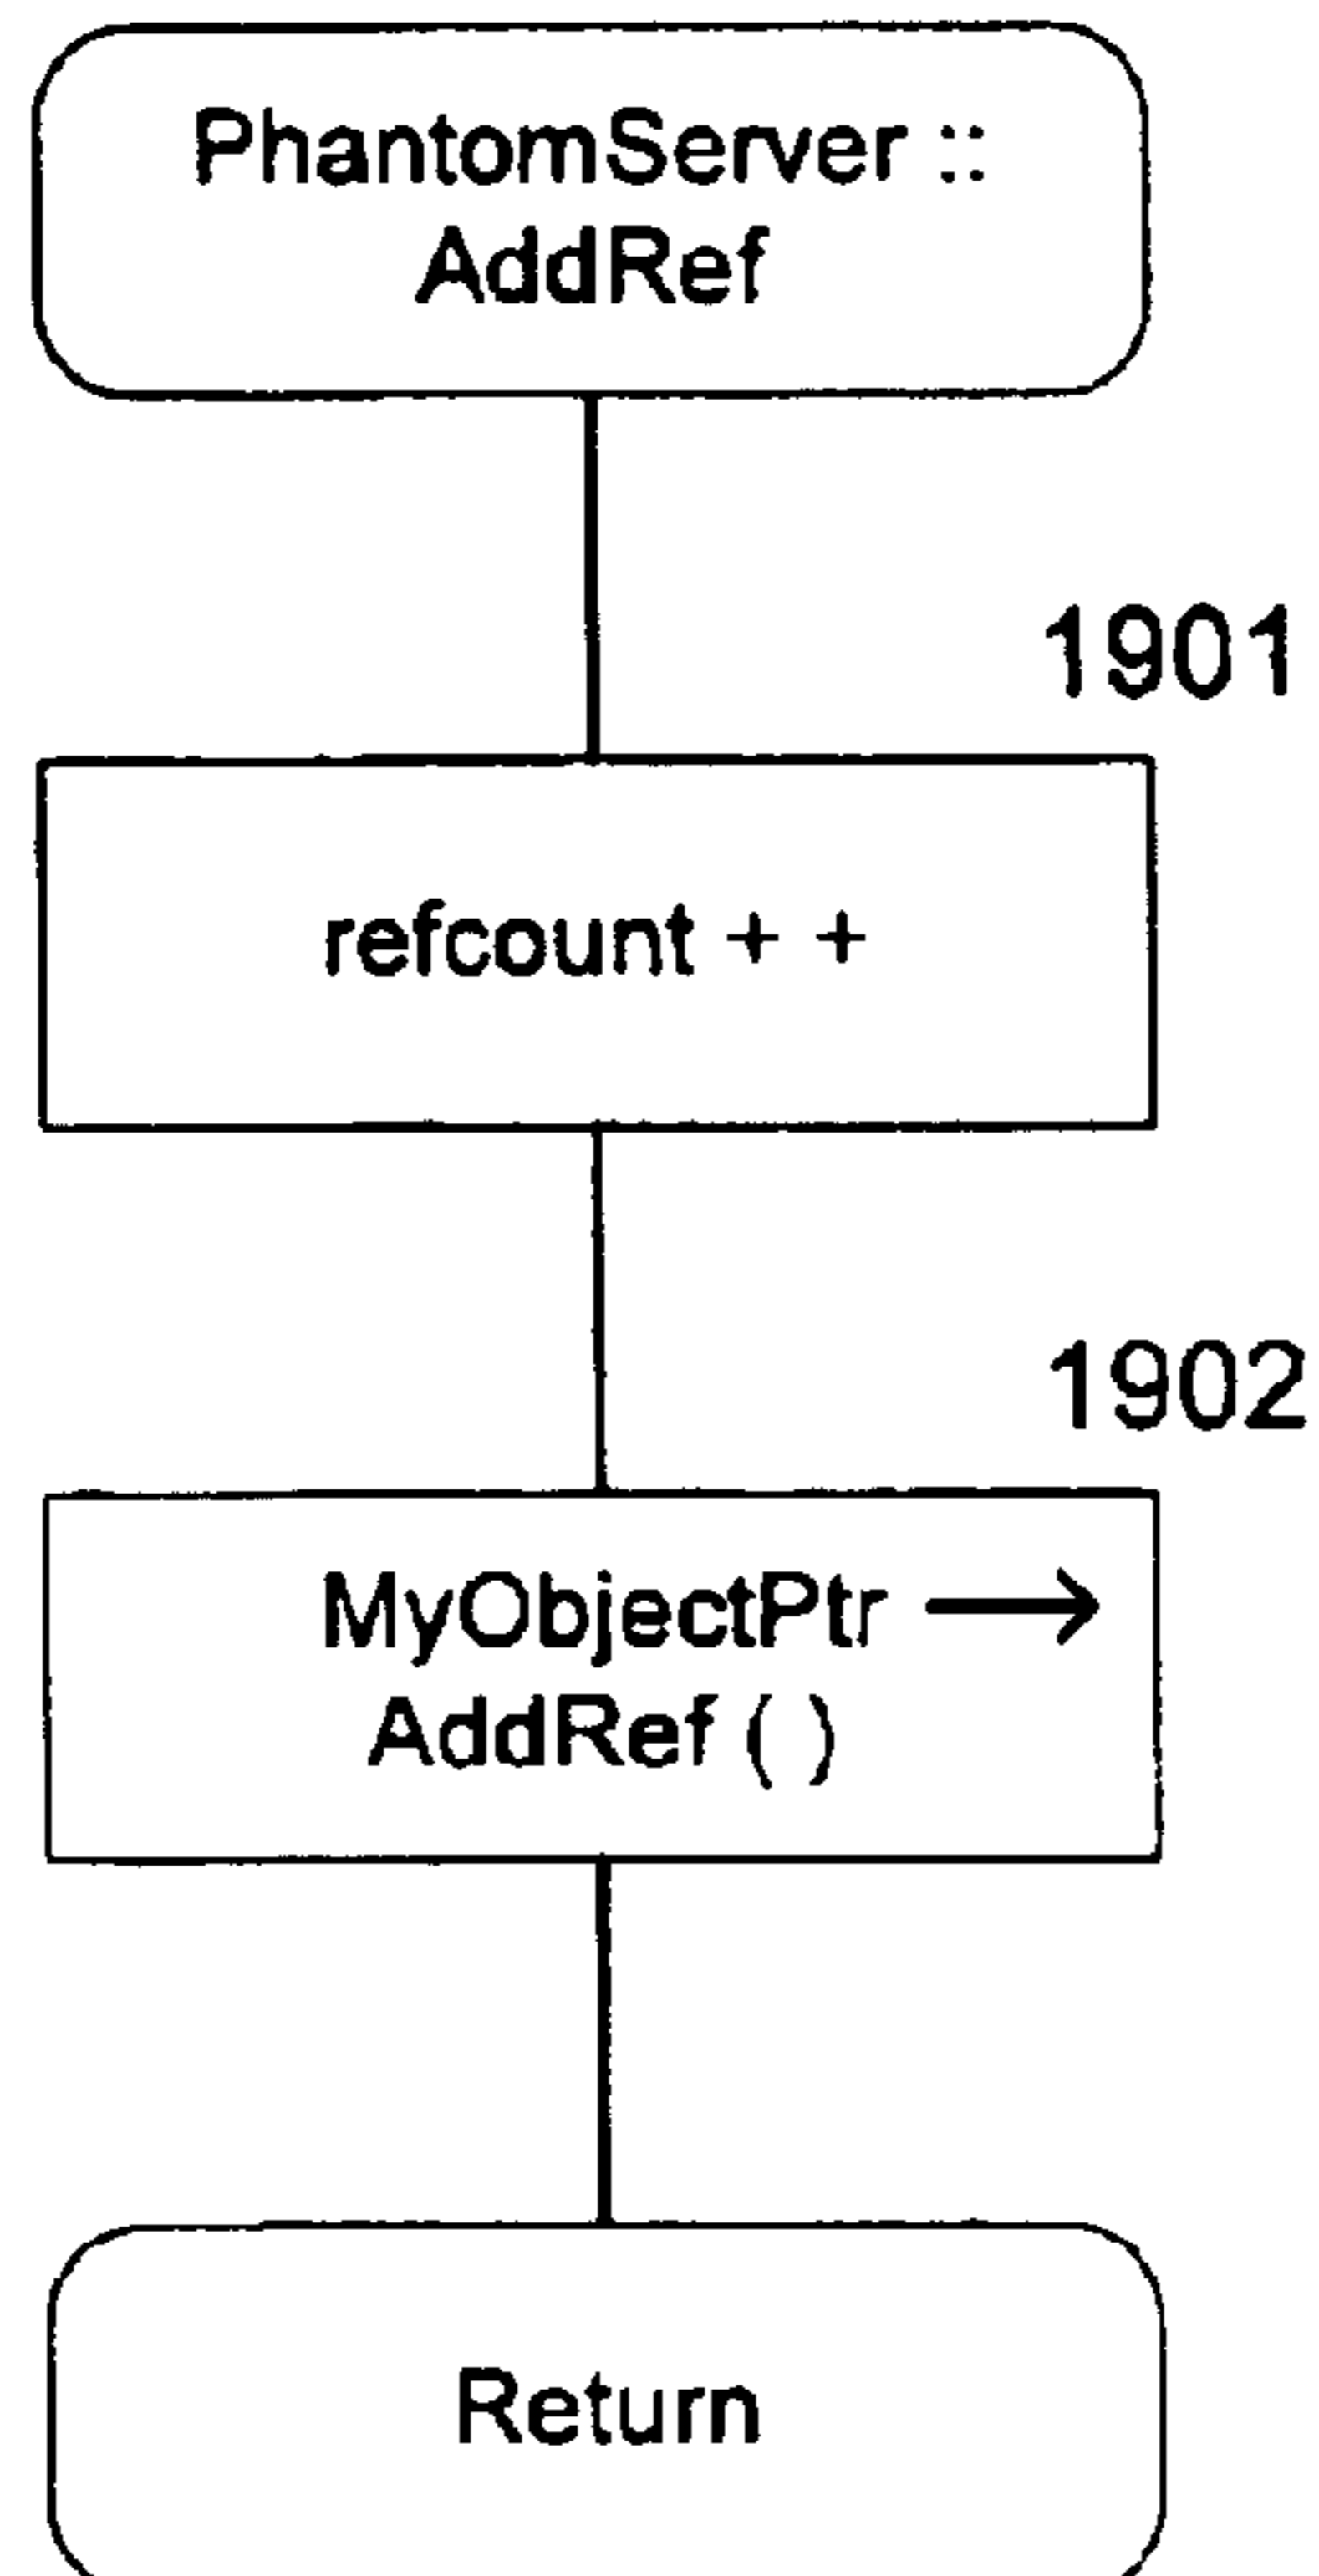 PhantomServer ::
AddRef
1901
refcount + +
1902
MyObjectPtr →
AddRef ( )
Return